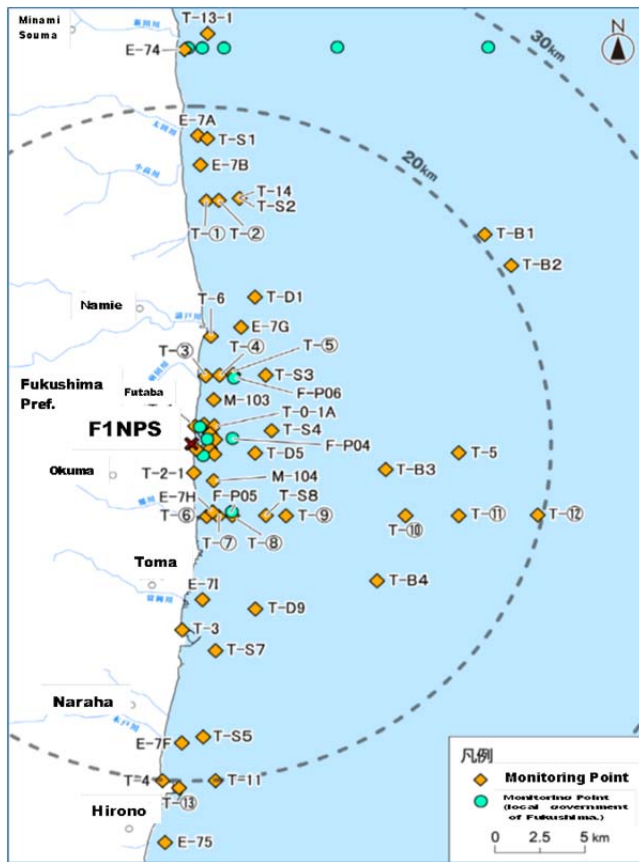 Minami
Souma
T-13-1
E-74
N
30km
E-7A
T-S1
E-7B
20km
T-14
T-S2
T-①
T-②
T-B1
T-B2
Namie
T-6
T-D1
E-7G
T-③
T-④
T-⑤
T-S3
F-P06
Fukushima
Pref.
Futaba
M-103
T-0-1A
F1NPS
T-S4
F-P04
T-D5
T-5
T-B3
Okuma
T-2-1
M-104
E-7H
F-P05
T-S8
T-⑥
T-⑦
T-⑧
T-⑨
T-⑩
T-⑪
T-⑫
Toma
T-B4
E-7I
T-D9
T-3
T-S7
Naraha
T-S5
E-7F
T=4
T=11
T-⑬
Hirono
E-75
凡例
Monitoring Point
Monitoring Point
(local government
of Fukushima.)
0 2.5 5 km